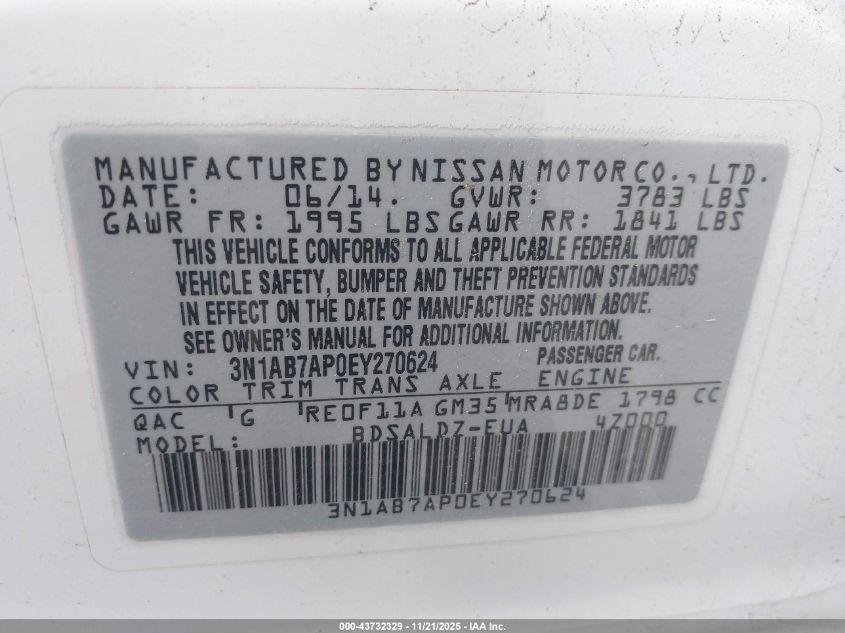 MANUFACTURED BY NISSAN MOTOR CO., LTD.
DATE: 06/14. GVWR: 3783 LBS
GAWR FR: 1995 LBS GAWR RR: 1841 LBS
THIS VEHICLE CONFORMS TO ALL APPLICABLE FEDERAL MOTOR
VEHICLE SAFETY, BUMPER AND THEFT PREVENTION STANDARDS
IN EFFECT ON THE DATE OF MANUFACTURE SHOWN ABOVE.
SEE OWNER'S MANUAL FOR ADDITIONAL INFORMATION.
VIN: 3N1AB7AP0EY270624 PASSENGER CAR.
COLOR TRIM TRANS AXLE ENGINE
QAC G RE0F11A GM35 MRA8DE 1798 CC
MODEL: BDSALDZ-EUA 4Z000
3N1AB7AP0EY270624
000-43732329 - 11/21/2025 - IAA Inc.